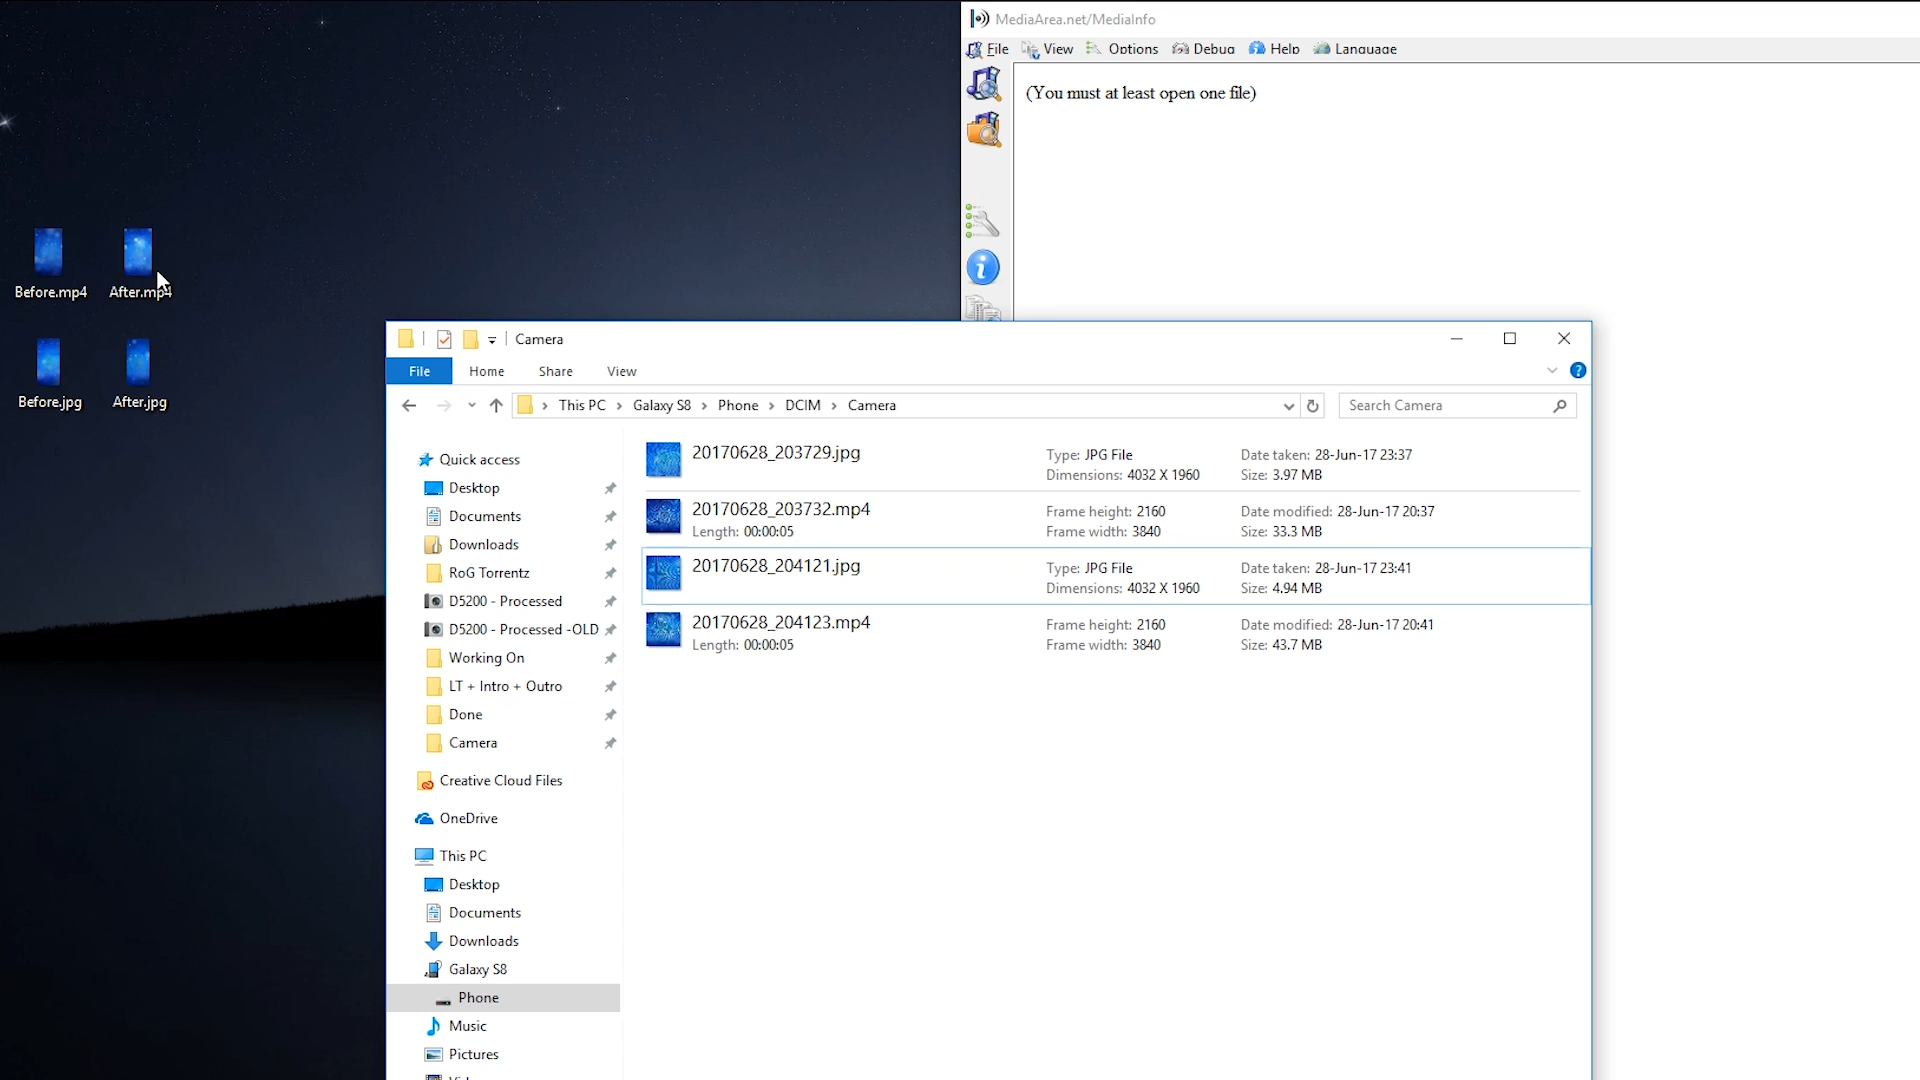 MediaArea.net/MediaInfo
File View Options Debug Help Language
(You must at least open one file)
Before.mp4 After.mp4
Before.jpg After.jpg
Camera
File Home Share View
This PC Galaxy S8 Phone DCIM Camera
Search Camera
Quick access
Desktop
Documents
Downloads
RoG Torrentz
D5200 - Processed
D5200 - Processed -OLD
Working On
LT + Intro + Outro
Done
Camera
Creative Cloud Files
OneDrive
This PC
Desktop
Documents
Downloads
Galaxy S8
Phone
Music
Pictures
20170628_203729.jpg Type: JPG File Date taken: 28-Jun-17 23:37
Dimensions: 4032 X 1960 Size: 3.97 MB
20170628_203732.mp4 Frame height: 2160 Date modified: 28-Jun-17 20:37
Length: 00:00:05 Frame width: 3840 Size: 33.3 MB
20170628_204121.jpg Type: JPG File Date taken: 28-Jun-17 23:41
Dimensions: 4032 X 1960 Size: 4.94 MB
20170628_204123.mp4 Frame height: 2160 Date modified: 28-Jun-17 20:41
Length: 00:00:05 Frame width: 3840 Size: 43.7 MB